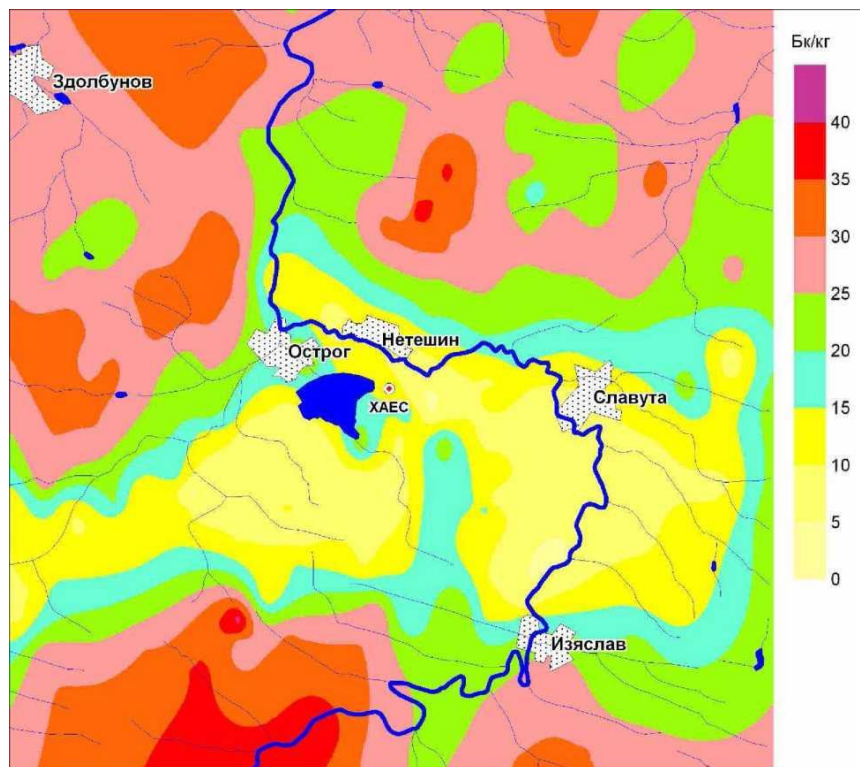 Бк/кг
Здолбунов
40
35
30
25
20
15
10
5
0
Нетешин
Острог
ХАЕС
Славута
Изяслав